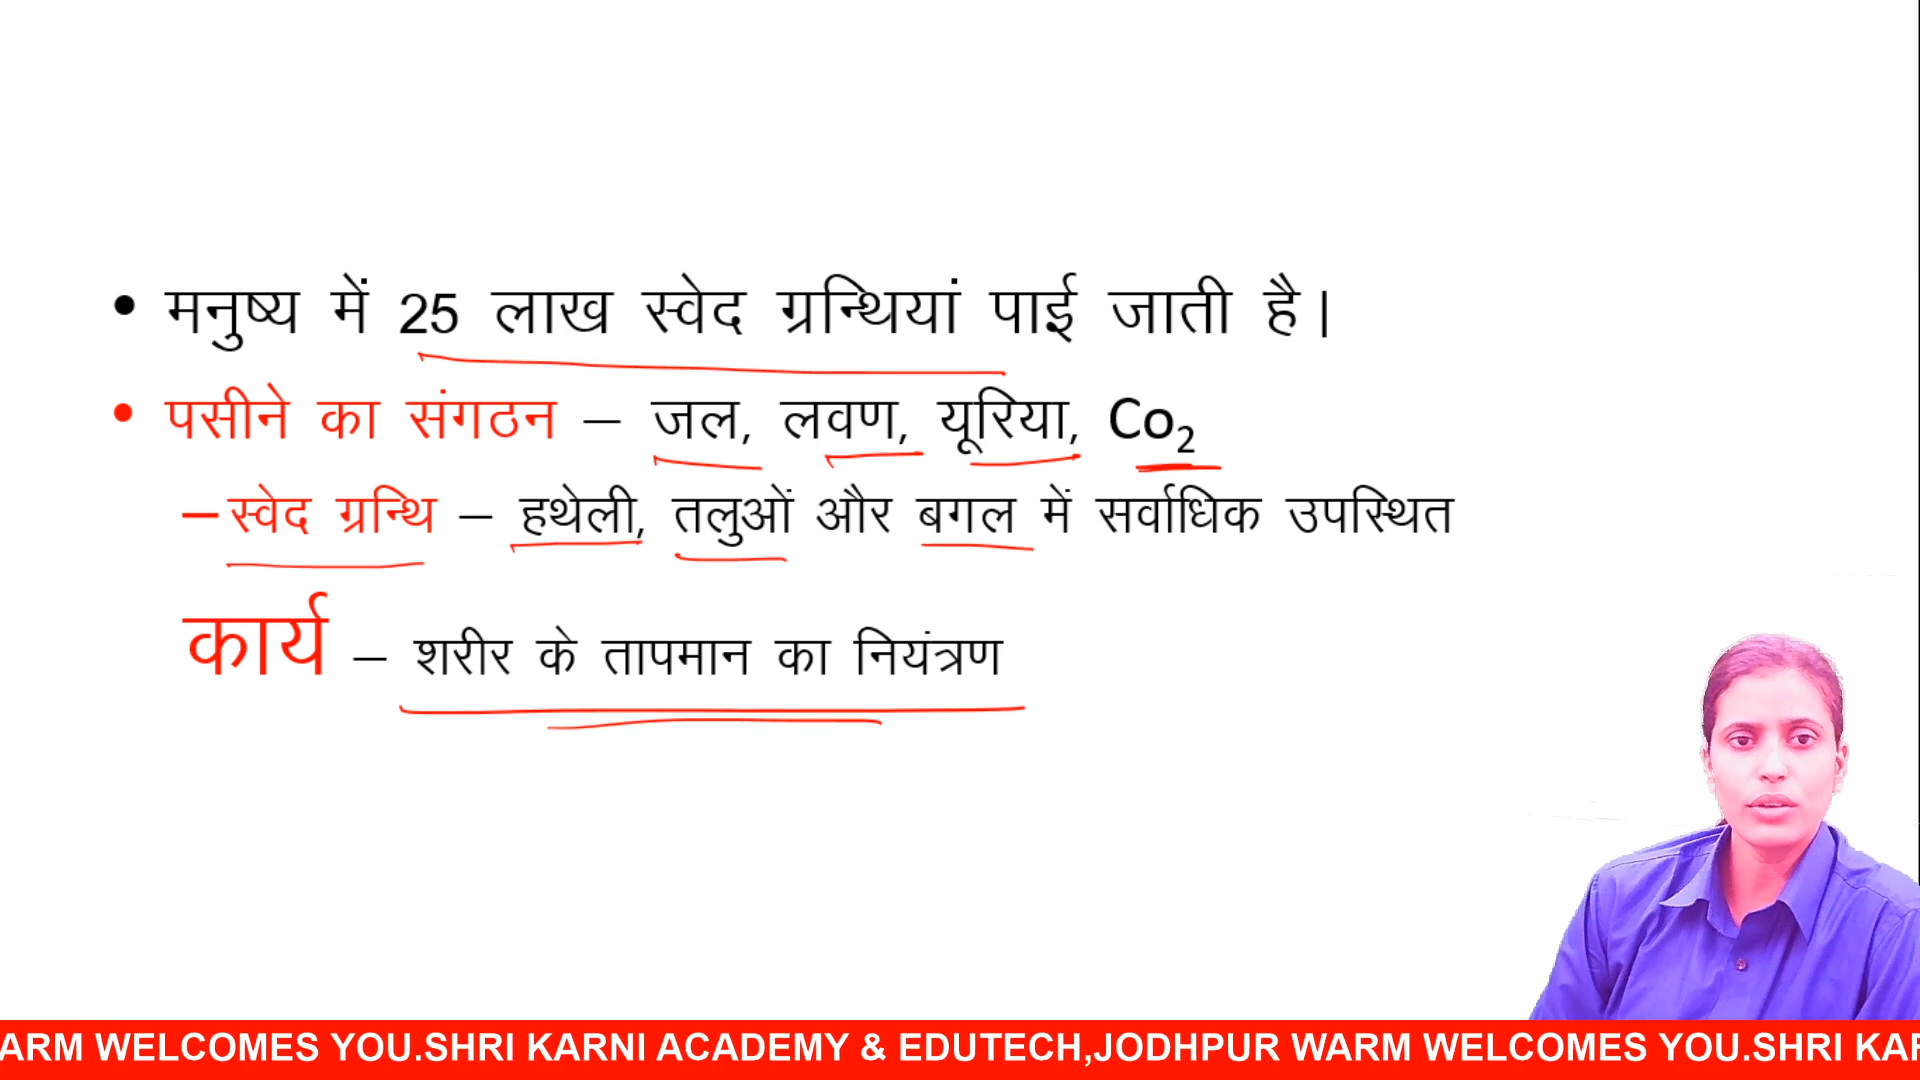 • मनुष्य में 25 लाख स्वेद ग्रन्थियां पाई जाती है।
• पसीने का संगठन – जल, लवण, यूरिया, Co₂
– स्वेद ग्रन्थि – हथेली, तलुओं और बगल में सर्वाधिक उपस्थित
कार्य – शरीर के तापमान का नियंत्रण
ARM WELCOMES YOU.SHRI KARNI ACADEMY & EDUTECH,JODHPUR WARM WELCOMES YOU.SHRI KAR